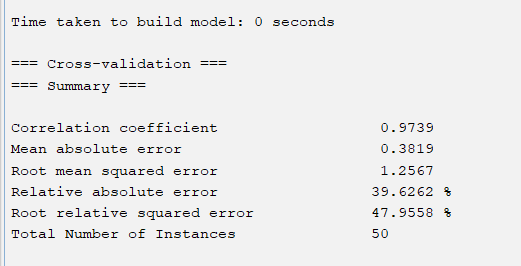 Time taken to build model: 0 seconds
=== Cross-validation ===
=== Summary ===
Correlation coefficient 0.9739
Mean absolute error 0.3819
Root mean squared error 1.2567
Relative absolute error 39.6262 %
Root relative squared error 47.9558 %
Total Number of Instances 50